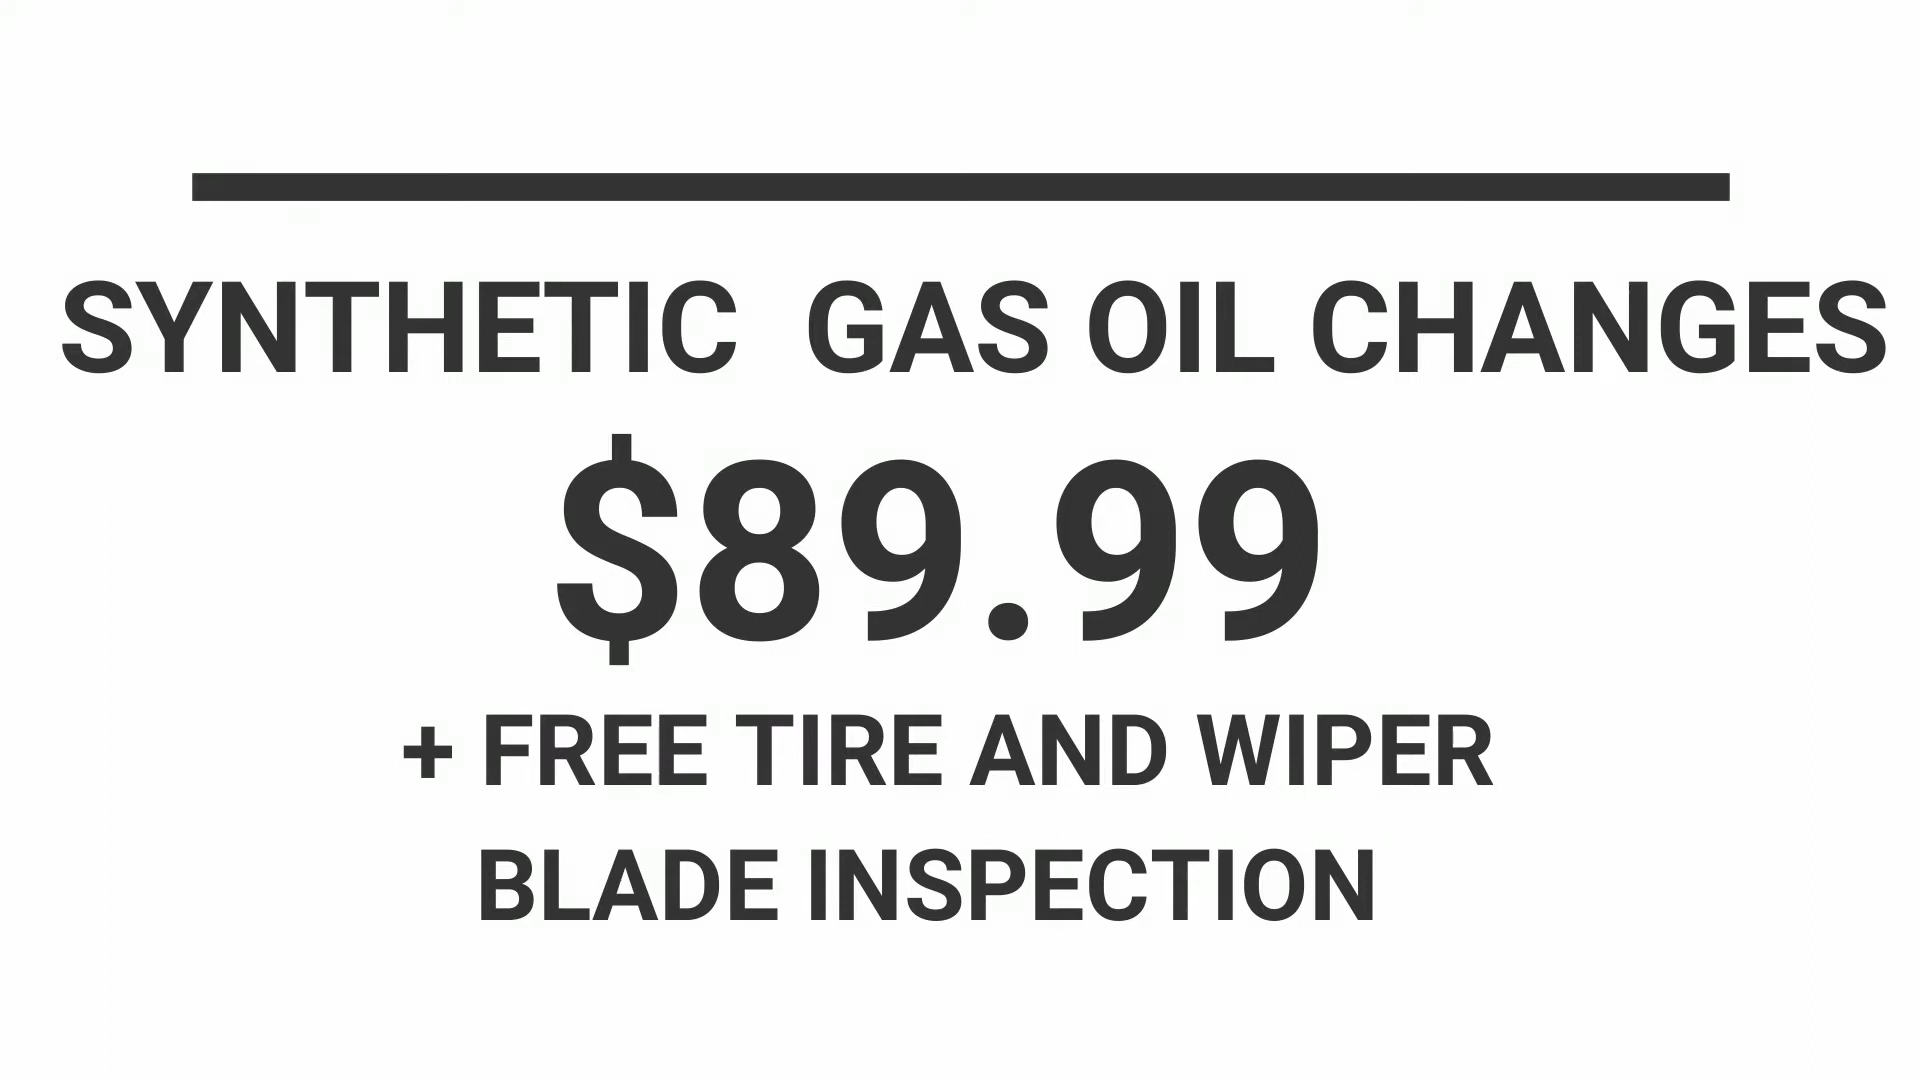 SYNTHETIC  GAS OIL CHANGES
$89.99
+ FREE TIRE AND WIPER
BLADE INSPECTION